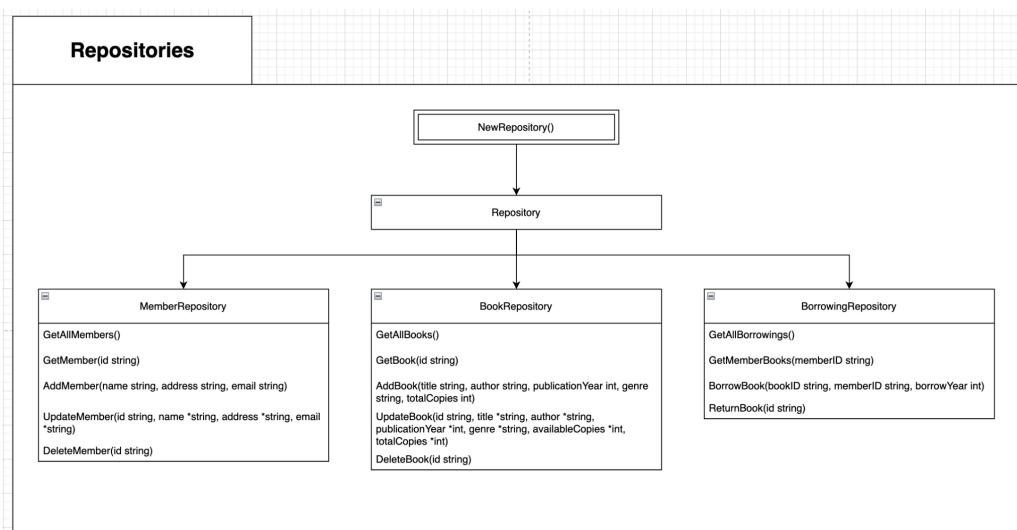 Repositories
NewRepository()
Repository
MemberRepository
GetAllMembers()
GetMember(id string)
AddMember(name string, address string, email string)
UpdateMember(id string, name *string, address *string, email
*string)
DeleteMember(id string)
BookRepository
GetAllBooks()
GetBook(id string)
AddBook(title string, author string, publicationYear int, genre
string, totalCopies int)
UpdateBook(id string, title *string, author *string,
publicationYear *int, genre *string, availableCopies *int,
totalCopies *int)
DeleteBook(id string)
BorrowingRepository
GetAllBorrowings()
GetMemberBooks(memberID string)
BorrowBook(bookID string, memberID string, borrowYear int)
ReturnBook(id string)